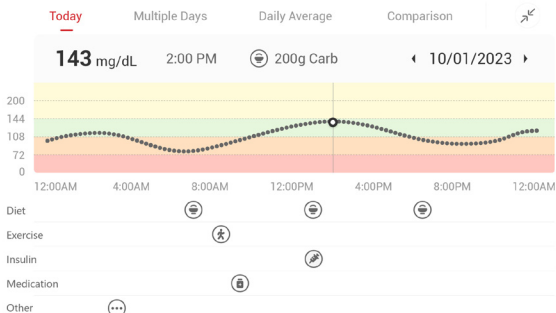 Today Multiple Days Daily Average Comparison
143 mg/dL 2:00 PM 200g Carb 10/01/2023
200
144
108
72
0
12:00AM 4:00AM 8:00AM 12:00PM 4:00PM 8:00PM 12:00AM
Diet
Exercise
Insulin
Medication
Other